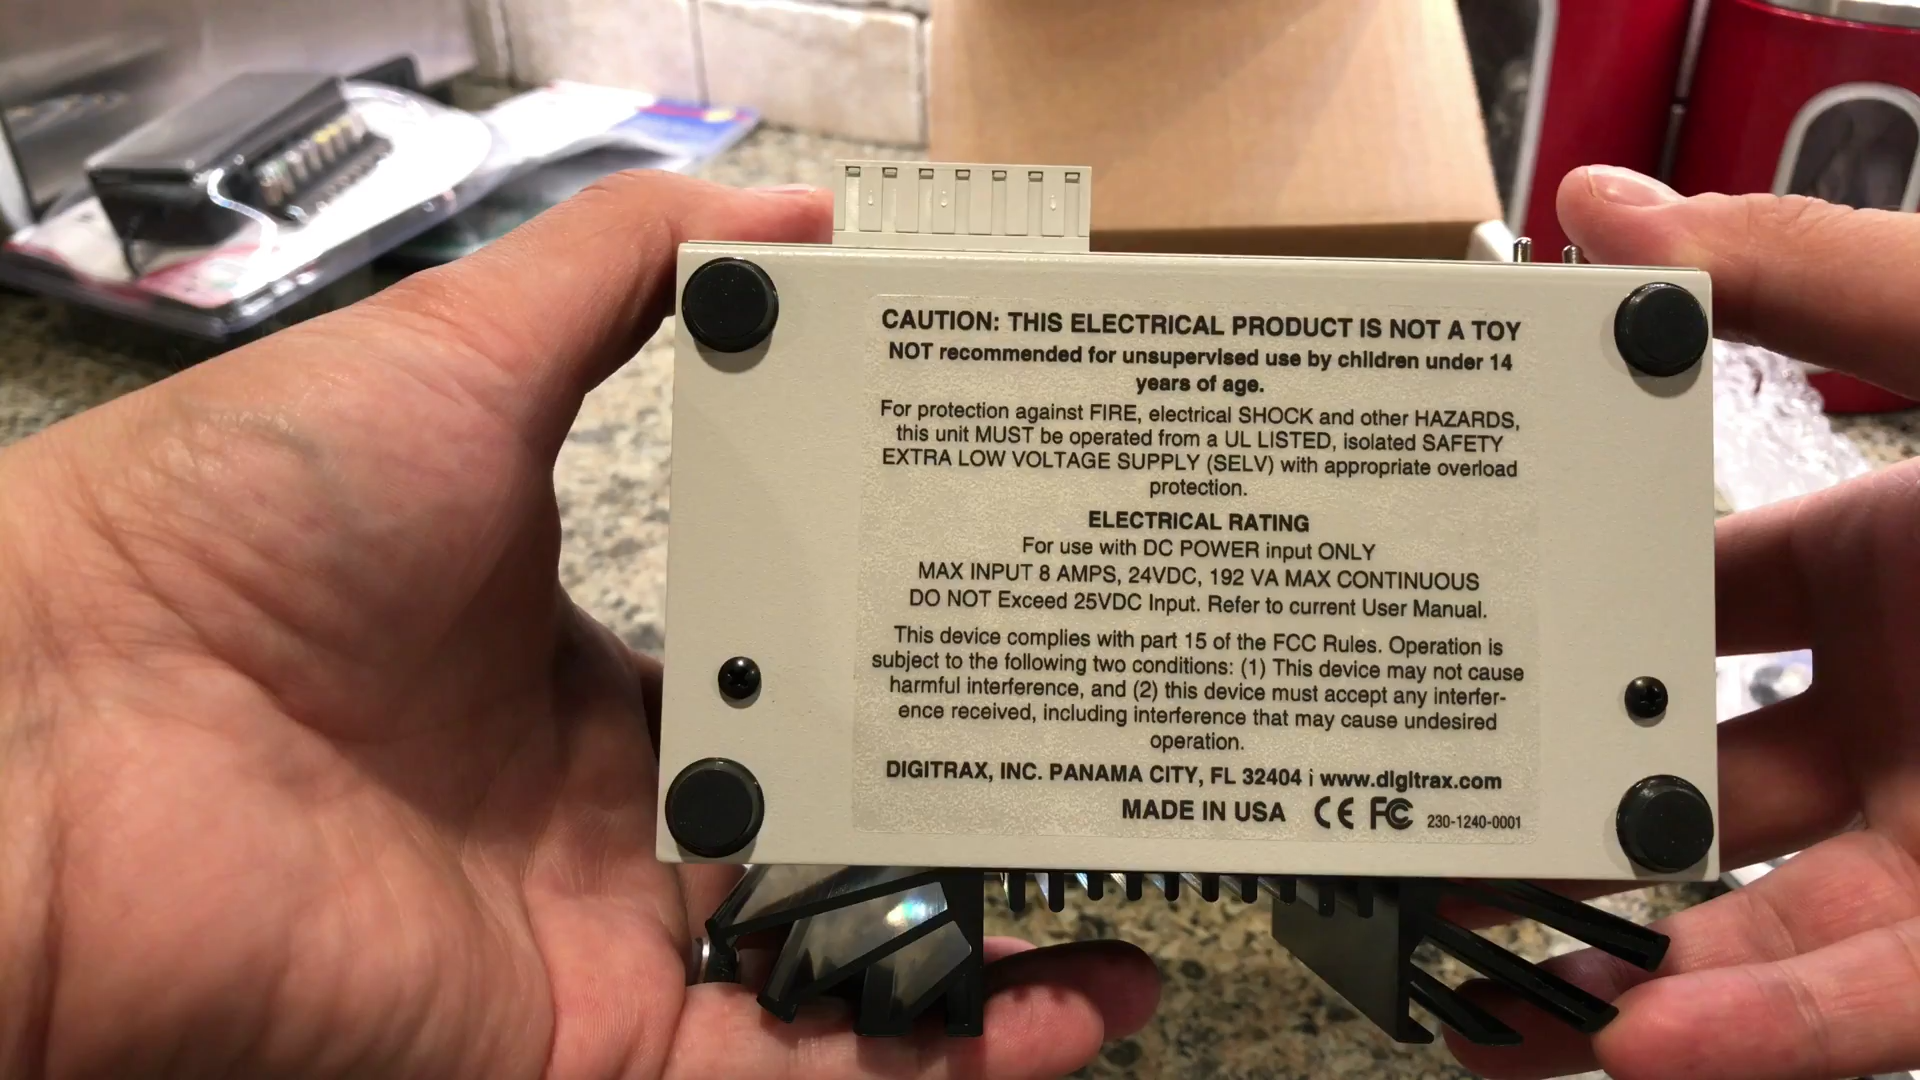 CAUTION: THIS ELECTRICAL PRODUCT IS NOT A TOY
NOT recommended for unsupervised use by children under 14
years of age.
For protection against FIRE, electrical SHOCK and other HAZARDS,
this unit MUST be operated from a UL LISTED, isolated SAFETY
EXTRA LOW VOLTAGE SUPPLY (SELV) with appropriate overload
protection.
ELECTRICAL RATING
For use with DC POWER input ONLY
MAX INPUT 8 AMPS, 24VDC, 192 VA MAX CONTINUOUS
DO NOT Exceed 25VDC Input. Refer to current User Manual.
This device complies with part 15 of the FCC Rules. Operation is
subject to the following two conditions: (1) This device may not cause
harmful interference, and (2) this device must accept any interfer-
ence received, including interference that may cause undesired
operation.
DIGITRAX, INC. PANAMA CITY, FL 32404 i www.digitrax.com
MADE IN USA CE FC 230-1240-0001